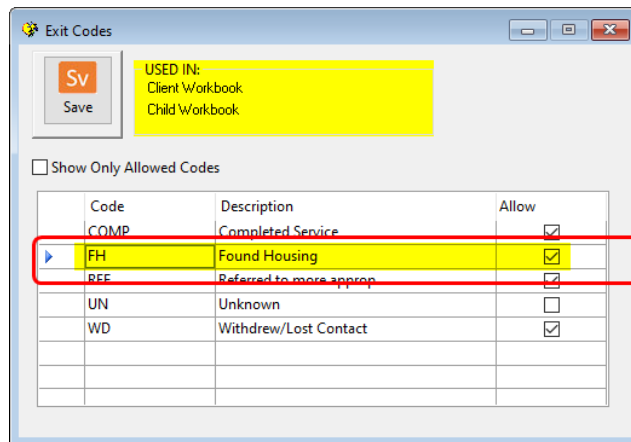 Exit Codes
Sv
Save
USED IN:
Client Workbook
Child Workbook
Show Only Allowed Codes
Code Description Allow
COMP Completed Service
FH Found Housing
REF Referred to more approp
UN Unknown
WD Withdrew/Lost Contact